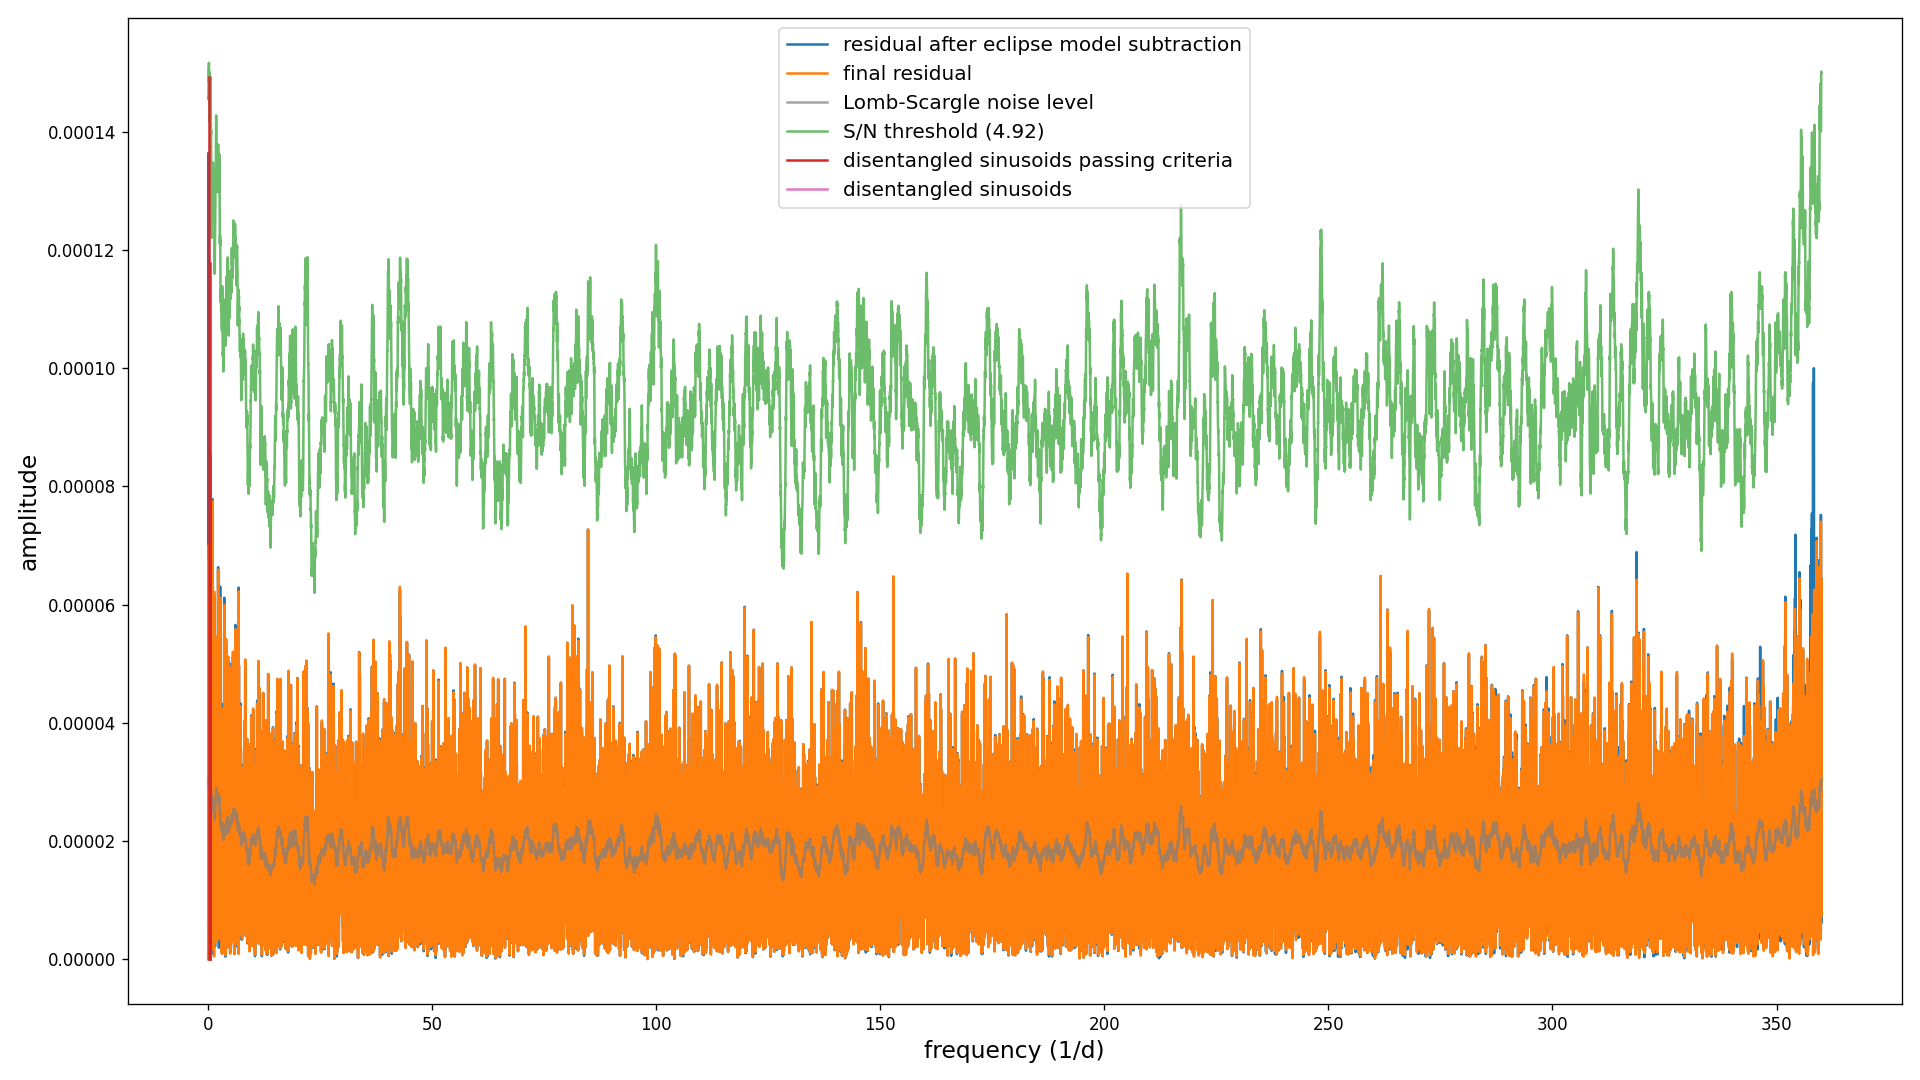 residual after eclipse model subtraction
final residual
Lomb-Scargle noise level
S/N threshold (4.92)
disentangled sinusoids passing criteria
disentangled sinusoids
amplitude
0.00014
0.00012
0.00010
0.00008
0.00006
0.00004
0.00002
0.00000
0 50 100 150 200 250 300 350
frequency (1/d)